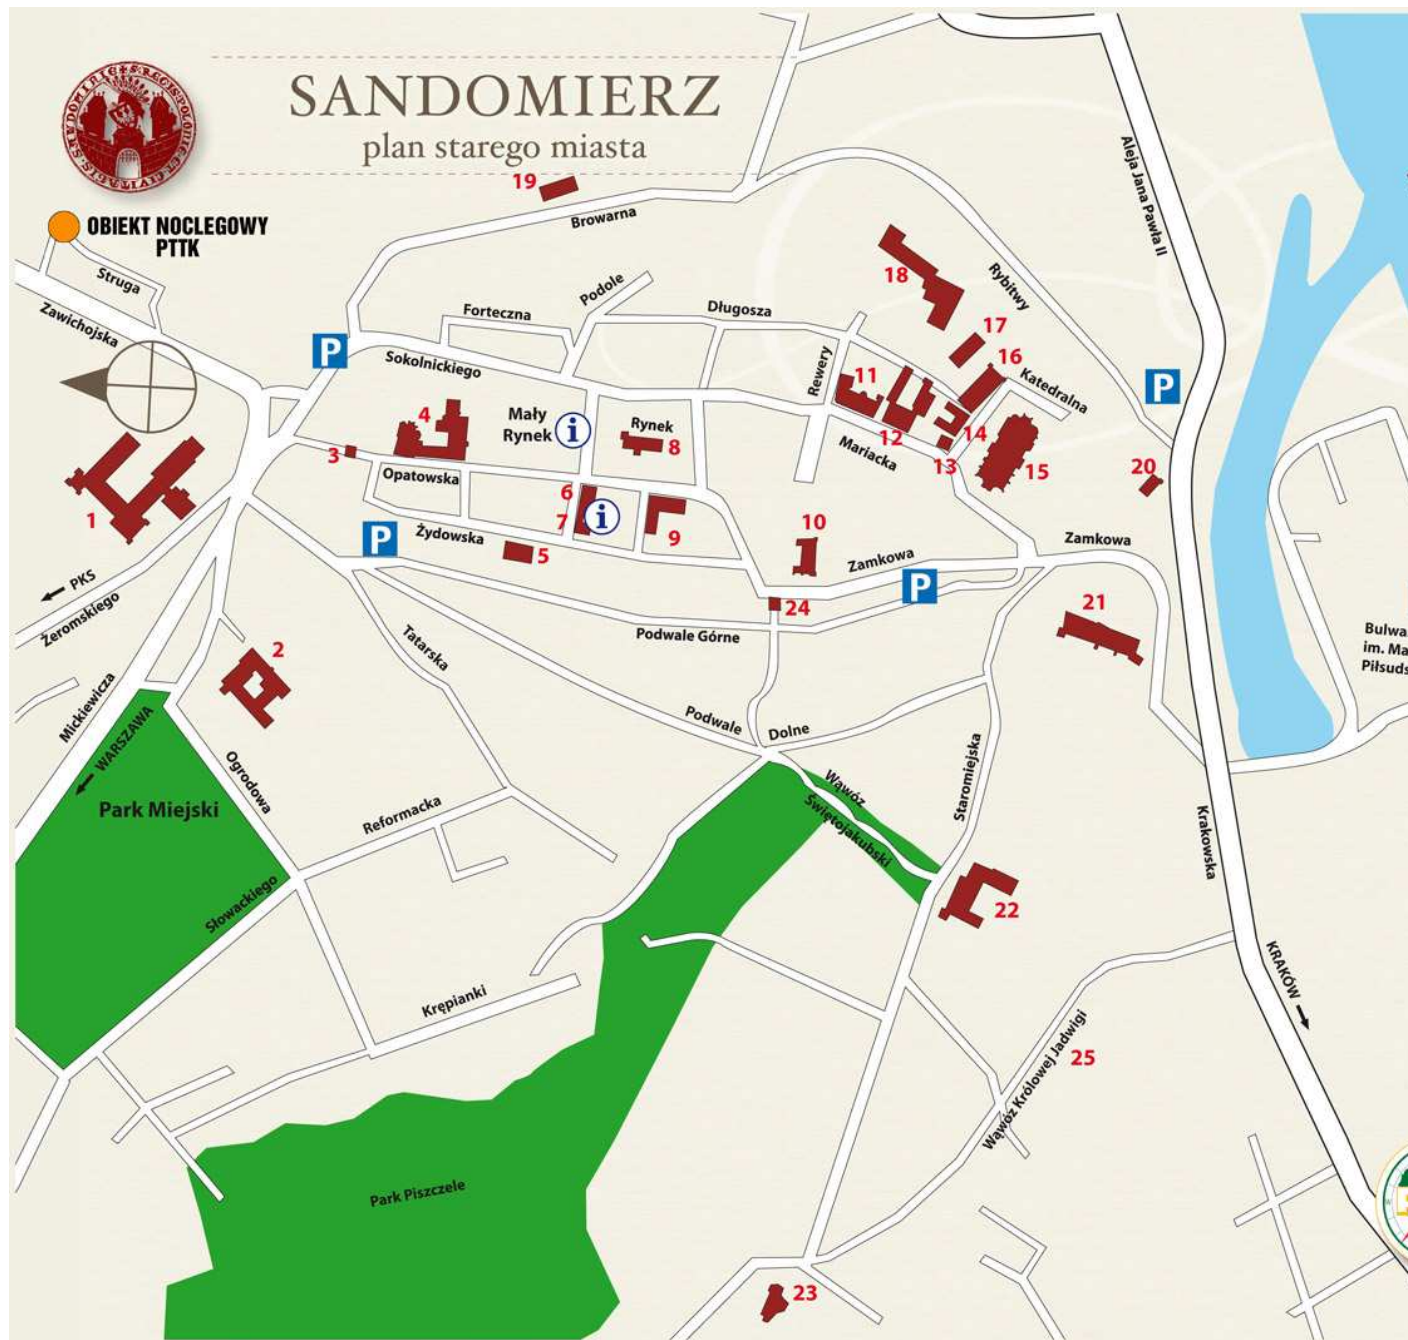 SANDOMIERZ
plan starego miasta
OBIEKT NOCLEGOWY
PTTK
Struga
Zawichojska
19
Browarna
Aleja Jana Pawła II
Rybitwy
18
17
16
Katedralna
Podole
Forteczna
Długosza
P
Sokolnickiego
Rewery
11
P
Mały
Rynek
i
Rynek
8
4
3
Opatowska
12
14
13
15
Mariacka
20
1
6
7
i
9
10
P
Żydowska
5
Zamkowa
Zamkowa
P
24
21
PKS
Żeromskiego
Podwale Górne
Tatarska
2
Bulwa
im. Ma
Piłsuds
Mickiewicza
WARSZAWA
Podwale
Dolne
Ogrodowa
Park Miejski
Reformacka
Wąwóz
Świętojakubski
Staromiejska
Krakowska
Słowackiego
22
Krępianki
KRAKÓW
Wąwóz Królowej Jadwigi
25
Park Piszczele
23